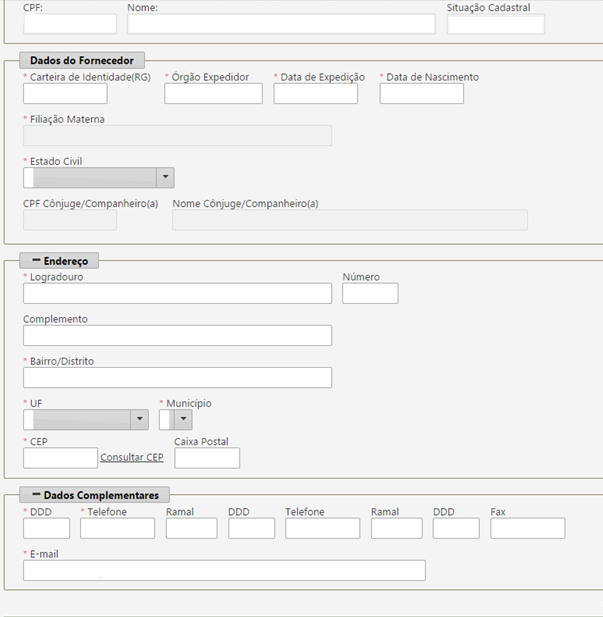 CPF: Nome: Situação Cadastral
Dados do Fornecedor
* Carteira de Identidade(RG) * Órgão Expedidor * Data de Expedição * Data de Nascimento
* Filiação Materna
* Estado Civil
CPF Cônjuge/Companheiro(a) Nome Cônjuge/Companheiro(a)
Endereço
* Logradouro Número
Complemento
* Bairro/Distrito
* UF * Município
* CEP Caixa Postal
Consultar CEP
Dados Complementares
* DDD * Telefone Ramal DDD Telefone Ramal DDD Fax
* E-mail